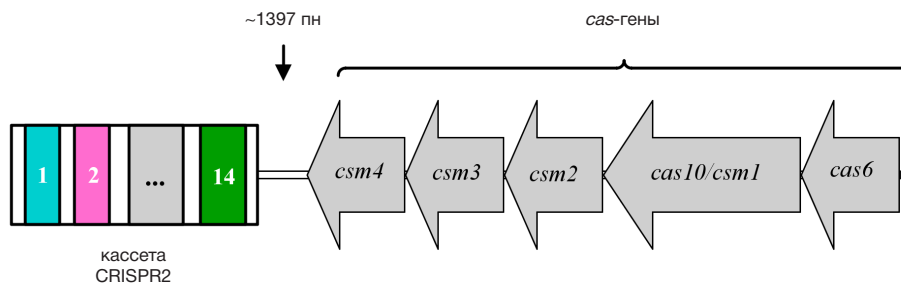 ~1397 пн
cas-гены
1 2 ... 14
csm4 csm3 csm2 cas10/csm1 cas6
кассета
CRISPR2